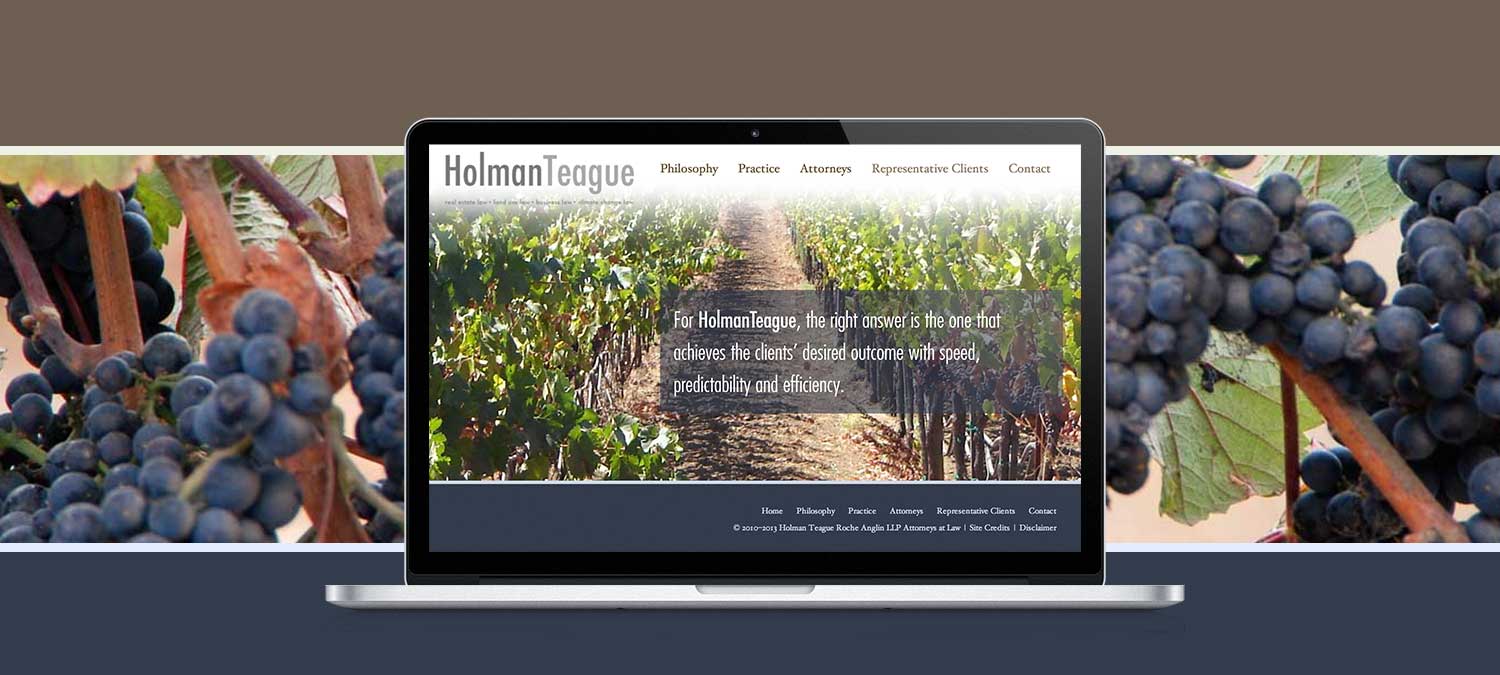 HolmanTeague
real estate law • land use law • business law • climate change law
Philosophy Practice Attorneys Representative Clients Contact
For HolmanTeague, the right answer is the one that
achieves the clients’ desired outcome with speed,
predictability and efficiency.
Home Philosophy Practice Attorneys Representative Clients Contact
© 2010–2013 Holman Teague Roche Anglin LLP Attorneys at Law | Site Credits | Disclaimer